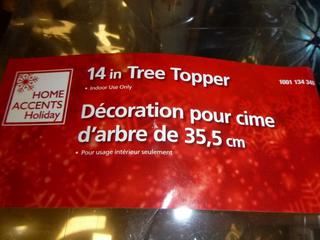 HOME
ACCENTS
Holiday
14 in Tree Topper
• Indoor Use Only
Décoration pour cime
d'arbre de 35,5 cm
• Pour usage intérieur seulement
1001 134